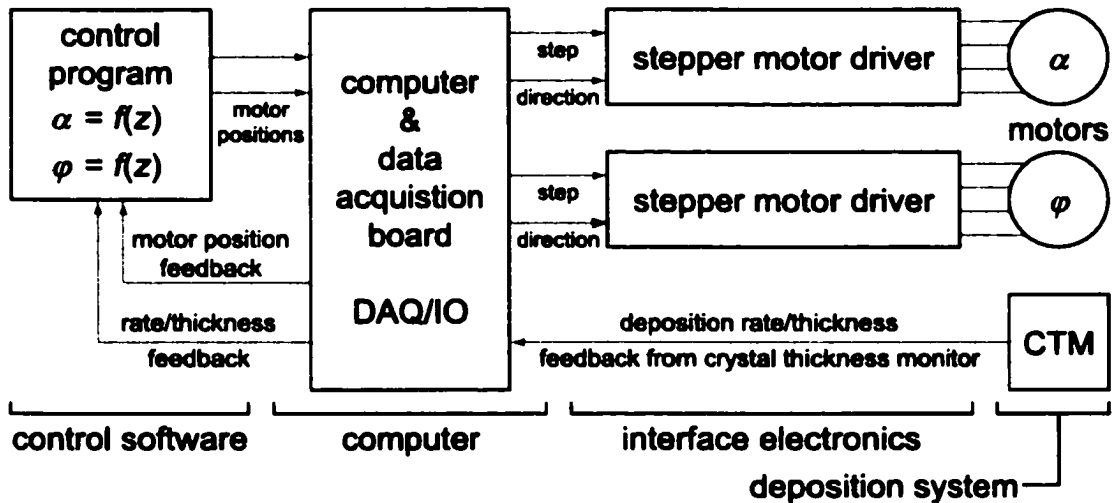 control
program
α = f(z)
φ = f(z)
motor
positions
motor position
feedback
rate/thickness
feedback
computer
&
data
acquistion
board
DAQ/IO
step
direction
stepper motor driver
α
motors
step
direction
stepper motor driver
φ
deposition rate/thickness
feedback from crystal thickness monitor
CTM
control software
computer
interface electronics
deposition system